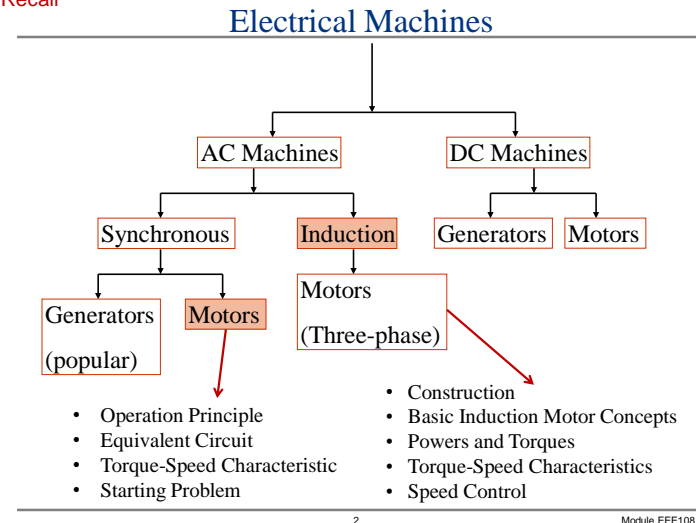 Recall
Electrical Machines
AC Machines
DC Machines
Synchronous
Induction
Generators
Motors
Generators
(popular)
Motors
Motors
(Three-phase)
• Operation Principle
• Equivalent Circuit
• Torque-Speed Characteristic
• Starting Problem
• Construction
• Basic Induction Motor Concepts
• Powers and Torques
• Torque-Speed Characteristics
• Speed Control
2
Module EEE108